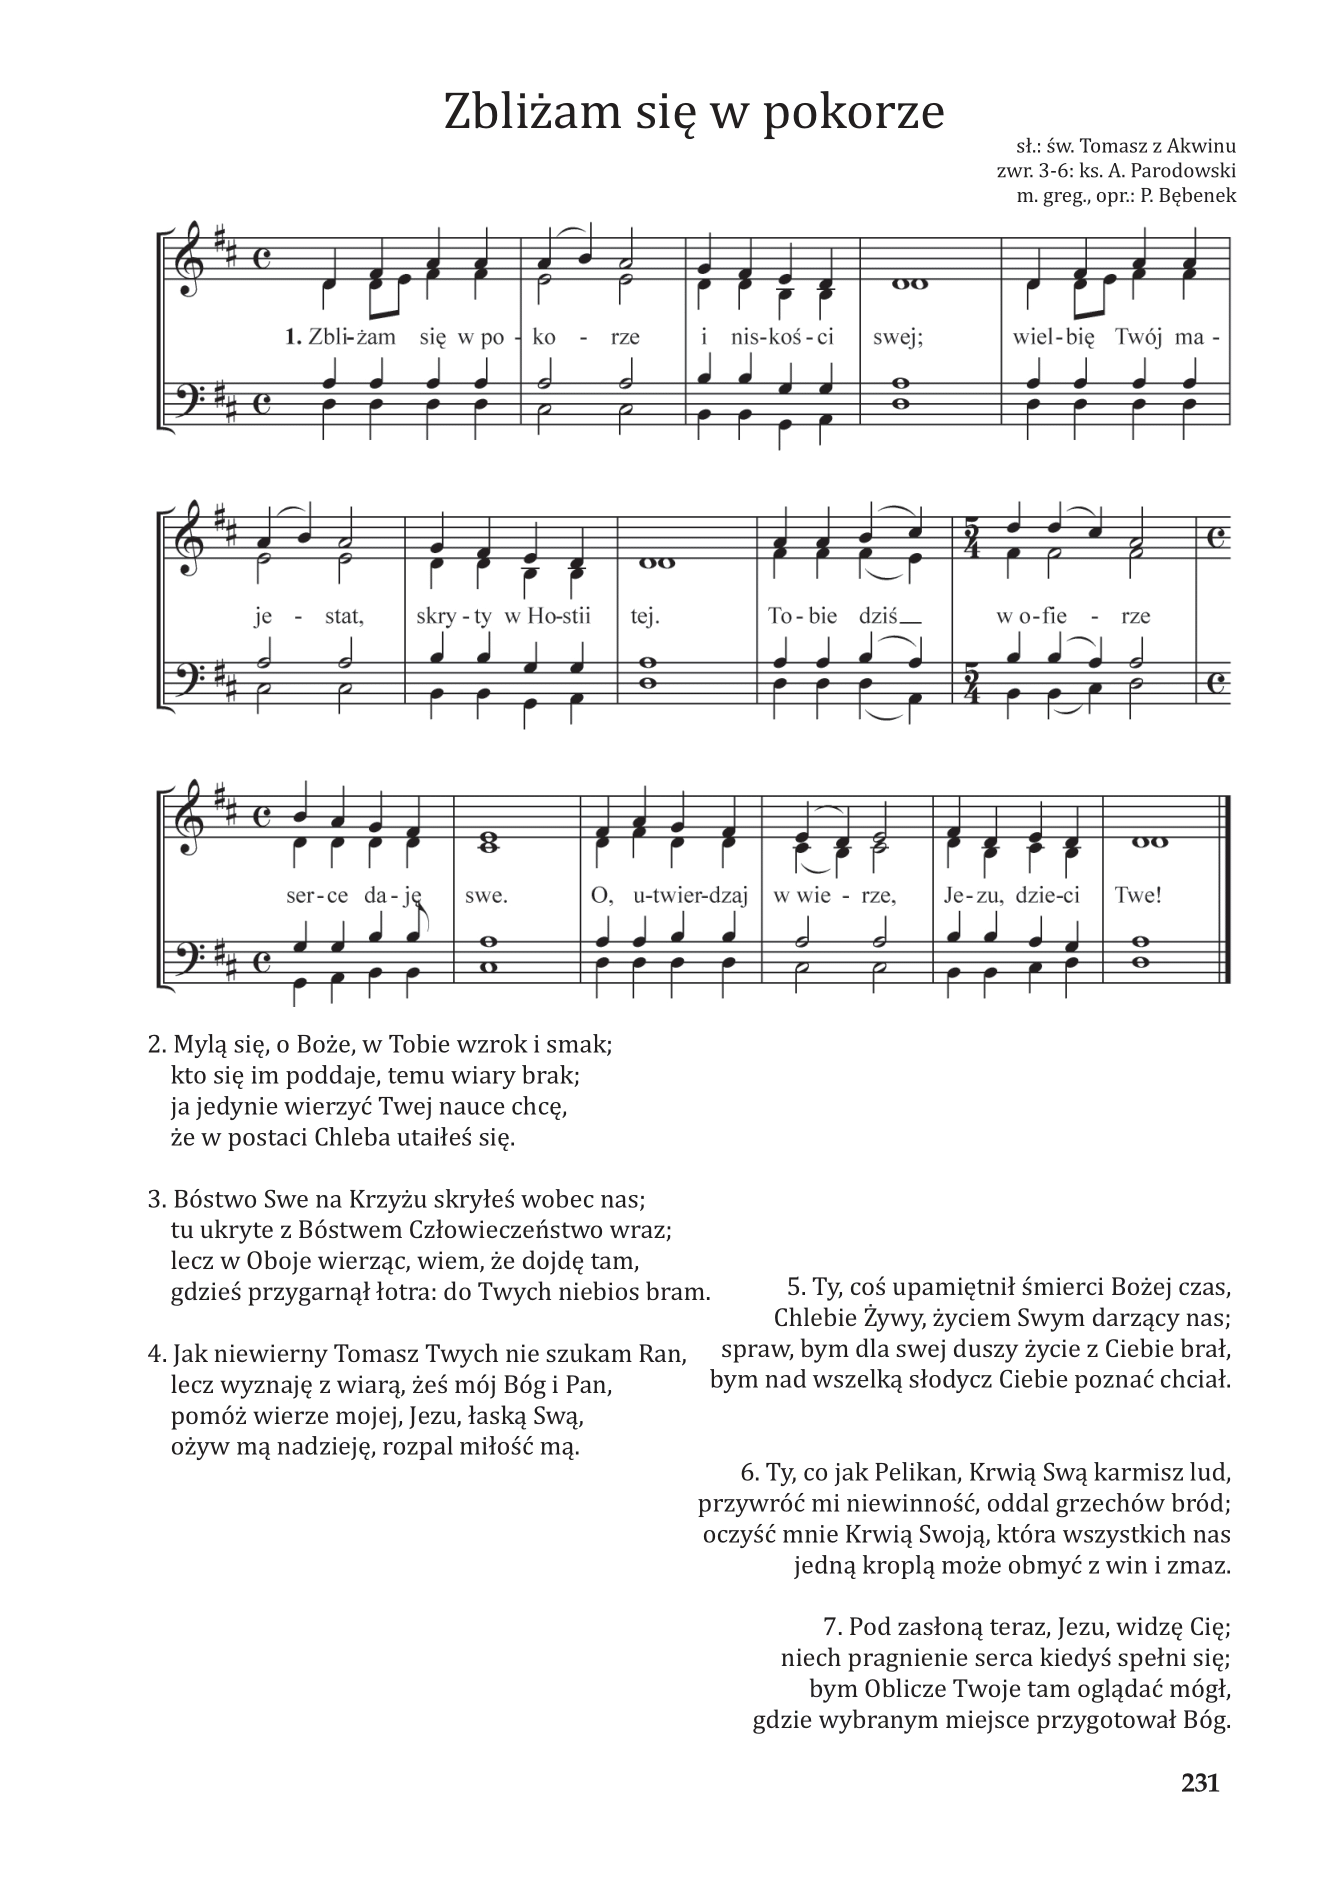 Zbliżam się w pokorze
sł.: św. Tomasz z Akwinu
zwr. 3-6: ks. A. Parodowski
m. greg., opr.: P. Bębenek
1. Zbli-żam się w po - ko - rze i nis-koś-ci swej; wiel-bię Twój ma -
je - stat, skry - ty w Ho-stii tej. To - bie dziś w o-fie - rze
ser-ce da-ję swe. O, u-twier-dzaj w wie - rze, Je-zu, dzie-ci Twe!
2. Mylą się, o Boże, w Tobie wzrok i smak;
kto się im poddaje, temu wiary brak;
ja jedynie wierzyć Twej nauce chcę,
że w postaci Chleba utaiłeś się.
3. Bóstwo Swe na Krzyżu skryłeś wobec nas;
tu ukryte z Bóstwem Człowieczeństwo wraz;
lecz w Oboje wierząc, wiem, że dojdę tam,
gdzieś przygarnął łotra: do Twych niebios bram.
4. Jak niewierny Tomasz Twych nie szukam Ran,
lecz wyznaję z wiarą, żeś mój Bóg i Pan,
pomóż wierze mojej, Jezu, łaską Swą,
ożyw mą nadzieję, rozpal miłość mą.
5. Ty, coś upamiętnił śmierci Bożej czas,
Chlebie Żywy, życiem Swym darzący nas;
spraw, bym dla swej duszy życie z Ciebie brał,
bym nad wszelką słodycz Ciebie poznać chciał.
6. Ty, co jak Pelikan, Krwią Swą karmisz lud,
przywróć mi niewinność, oddal grzechów bród;
oczyść mnie Krwią Swoją, która wszystkich nas
jedną kroplą może obmyć z win i zmaz.
7. Pod zasłoną teraz, Jezu, widzę Cię;
niech pragnienie serca kiedyś spełni się;
bym Oblicze Twoje tam oglądać mógł,
gdzie wybranym miejsce przygotował Bóg.
231